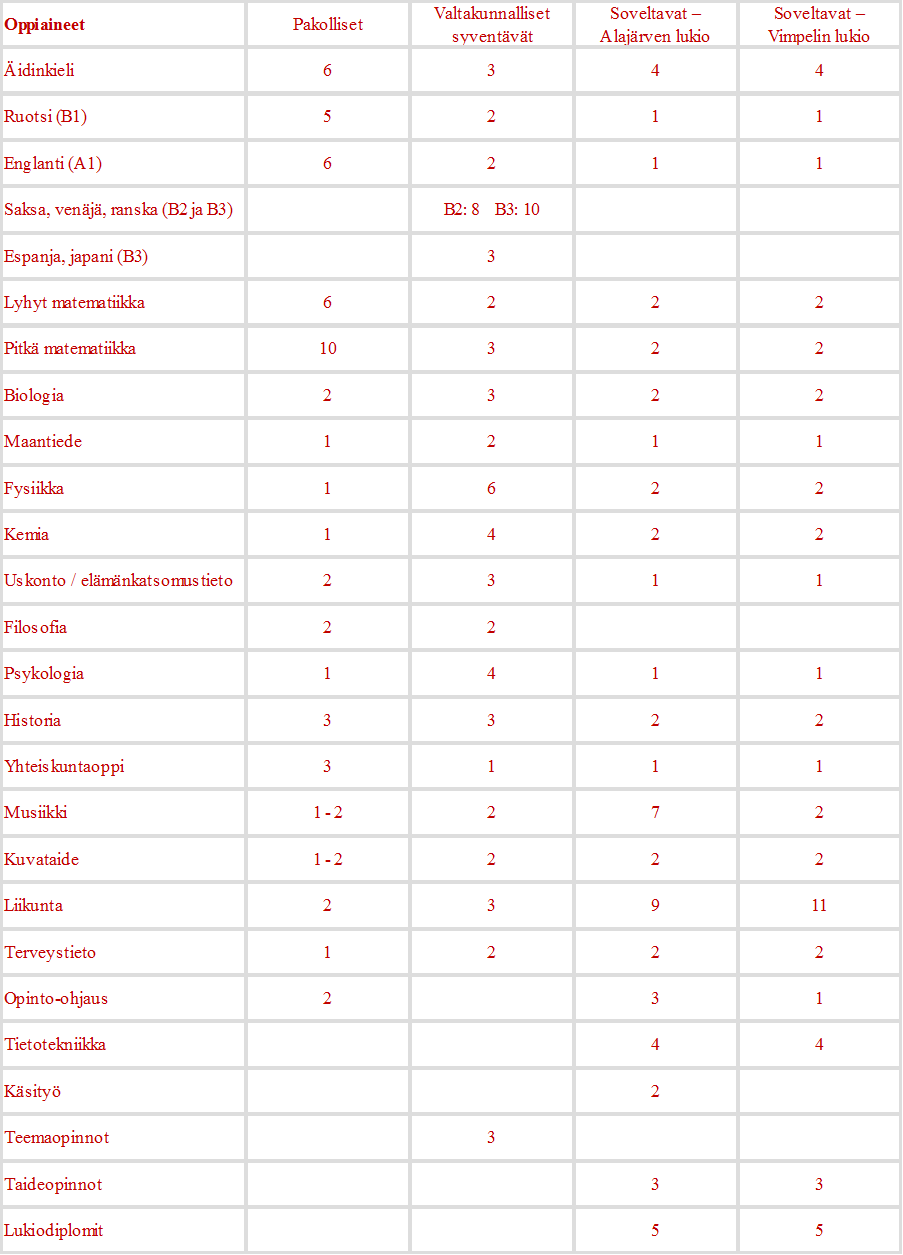 Oppiaineet Pakolliset Valtakunnalliset syventävät Soveltavat – Alajärven lukio Soveltavat – Vimpelin lukio
Äidinkieli 6 3 4 4
Ruotsi (B1) 5 2 1 1
Englanti (A1) 6 2 1 1
Saksa, venäjä, ranska (B2 ja B3) B2: 8 B3: 10
Espanja, japani (B3) 3
Lyhyt matematiikka 6 2 2 2
Pitkä matematiikka 10 3 2 2
Biologia 2 3 2 2
Maantiede 1 2 1 1
Fysiikka 1 6 2 2
Kemia 1 4 2 2
Uskonto / elämänkatsomustieto 2 3 1 1
Filosofia 2 2
Psykologia 1 4 1 1
Historia 3 3 2 2
Yhteiskuntaoppi 3 1 1 1
Musiikki 1 - 2 2 7 2
Kuvataide 1 - 2 2 2 2
Liikunta 2 3 9 11
Terveystieto 1 2 2 2
Opinto-ohjaus 2 3 1
Tietotekniikka 4 4
Käsityö 2
Teemaopinnot 3
Taideopinnot 3 3
Lukiodiplomit 5 5